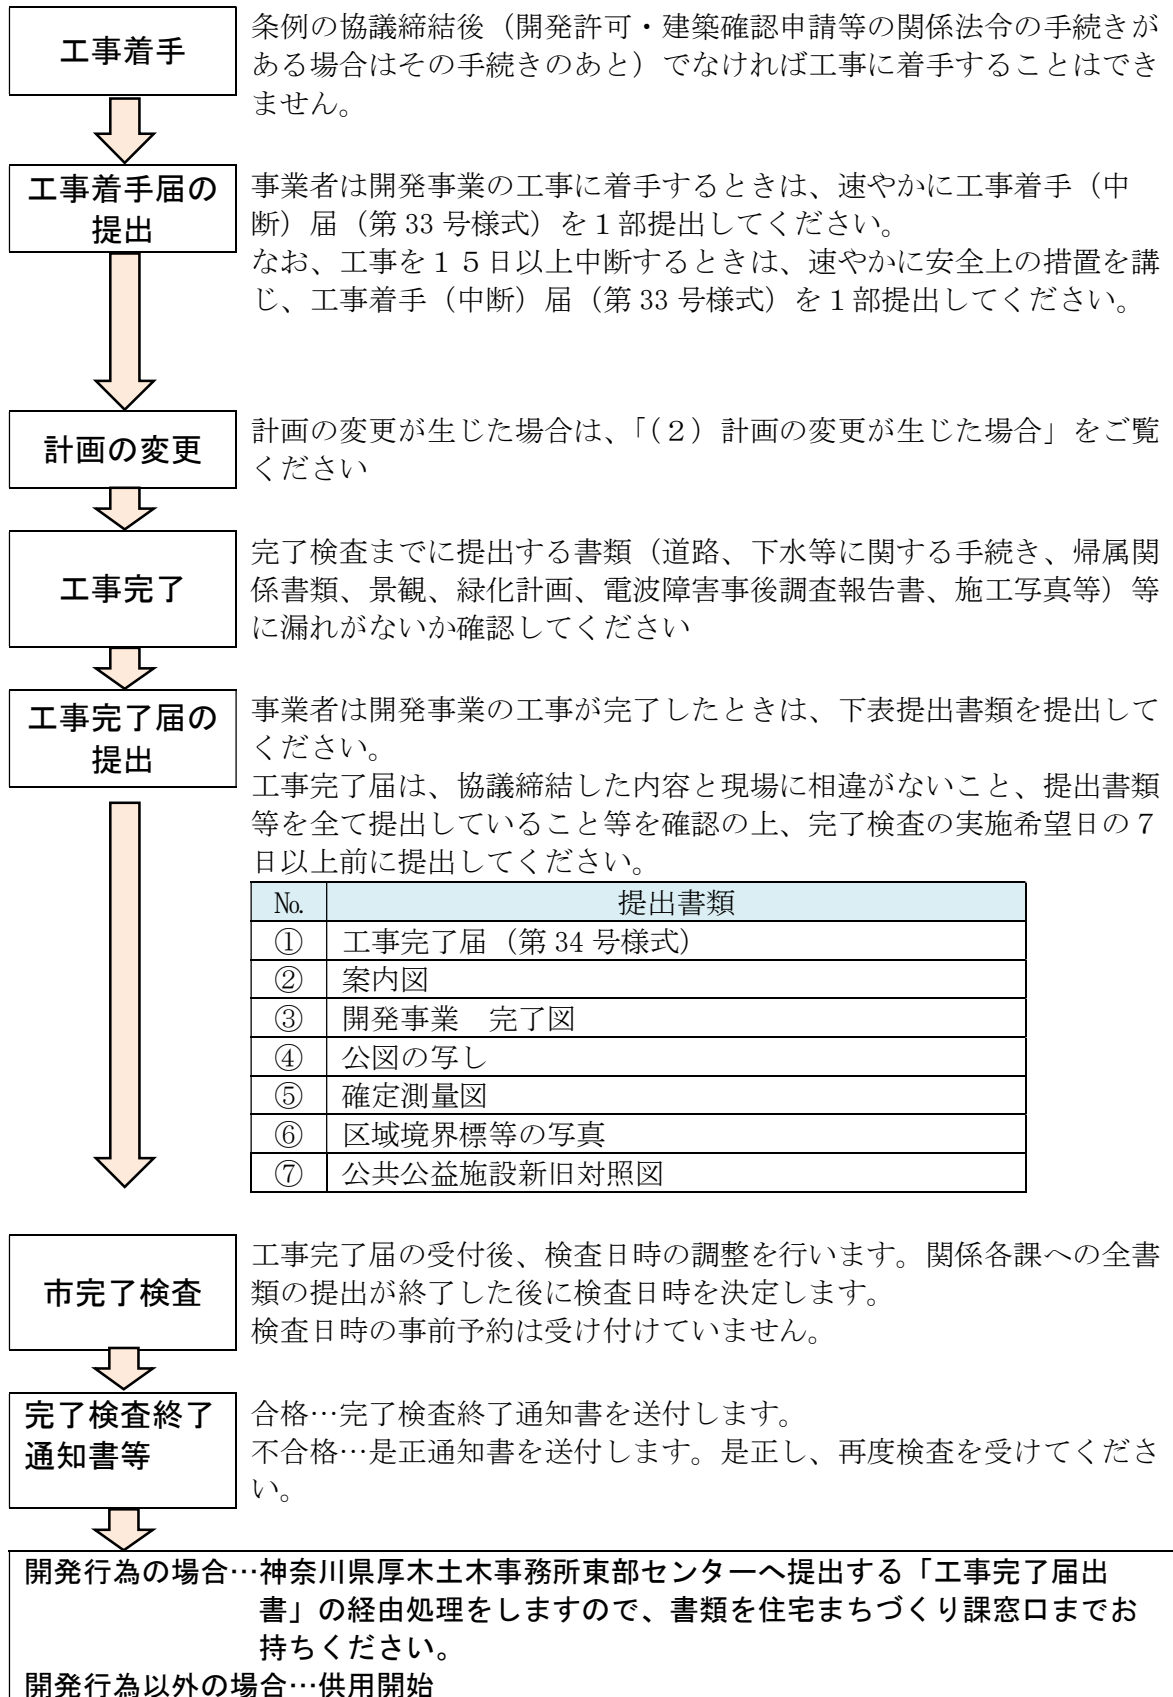 工事着手
条例の協議締結後（開発許可・建築確認申請等の関係法令の手続きが
ある場合はその手続きのあと）でなければ工事に着手することはでき
ません。
工事着手届の
提出
事業者は開発事業の工事に着手するときは、速やかに工事着手（中
断）届（第 33 号様式）を１部提出してください。
なお、工事を１５日以上中断するときは、速やかに安全上の措置を講
じ、工事着手（中断）届（第 33 号様式）を１部提出してください。
計画の変更
計画の変更が生じた場合は、「（２）計画の変更が生じた場合」をご覧
ください
工事完了
完了検査までに提出する書類（道路、下水等に関する手続き、帰属関
係書類、景観、緑化計画、電波障害事後調査報告書、施工写真等）等
に漏れがないか確認してください
工事完了届の
提出
事業者は開発事業の工事が完了したときは、下表提出書類を提出して
ください。
工事完了届は、協議締結した内容と現場に相違がないこと、提出書類
等を全て提出していること等を確認の上、完了検査の実施希望日の７
日以上前に提出してください。
№ 提出書類
① 工事完了届（第 34 号様式）
② 案内図
③ 開発事業　完了図
④ 公図の写し
⑤ 確定測量図
⑥ 区域境界標等の写真
⑦ 公共公益施設新旧対照図
市完了検査
工事完了届の受付後、検査日時の調整を行います。関係各課への全書
類の提出が終了した後に検査日時を決定します。
検査日時の事前予約は受け付けていません。
完了検査終了
通知書等
合格…完了検査終了通知書を送付します。
不合格…是正通知書を送付します。是正し、再度検査を受けてくださ
い。
開発行為の場合…神奈川県厚木土木事務所東部センターへ提出する「工事完了届出
書」の経由処理をしますので、書類を住宅まちづくり課窓口までお
持ちください。
開発行為以外の場合…供用開始